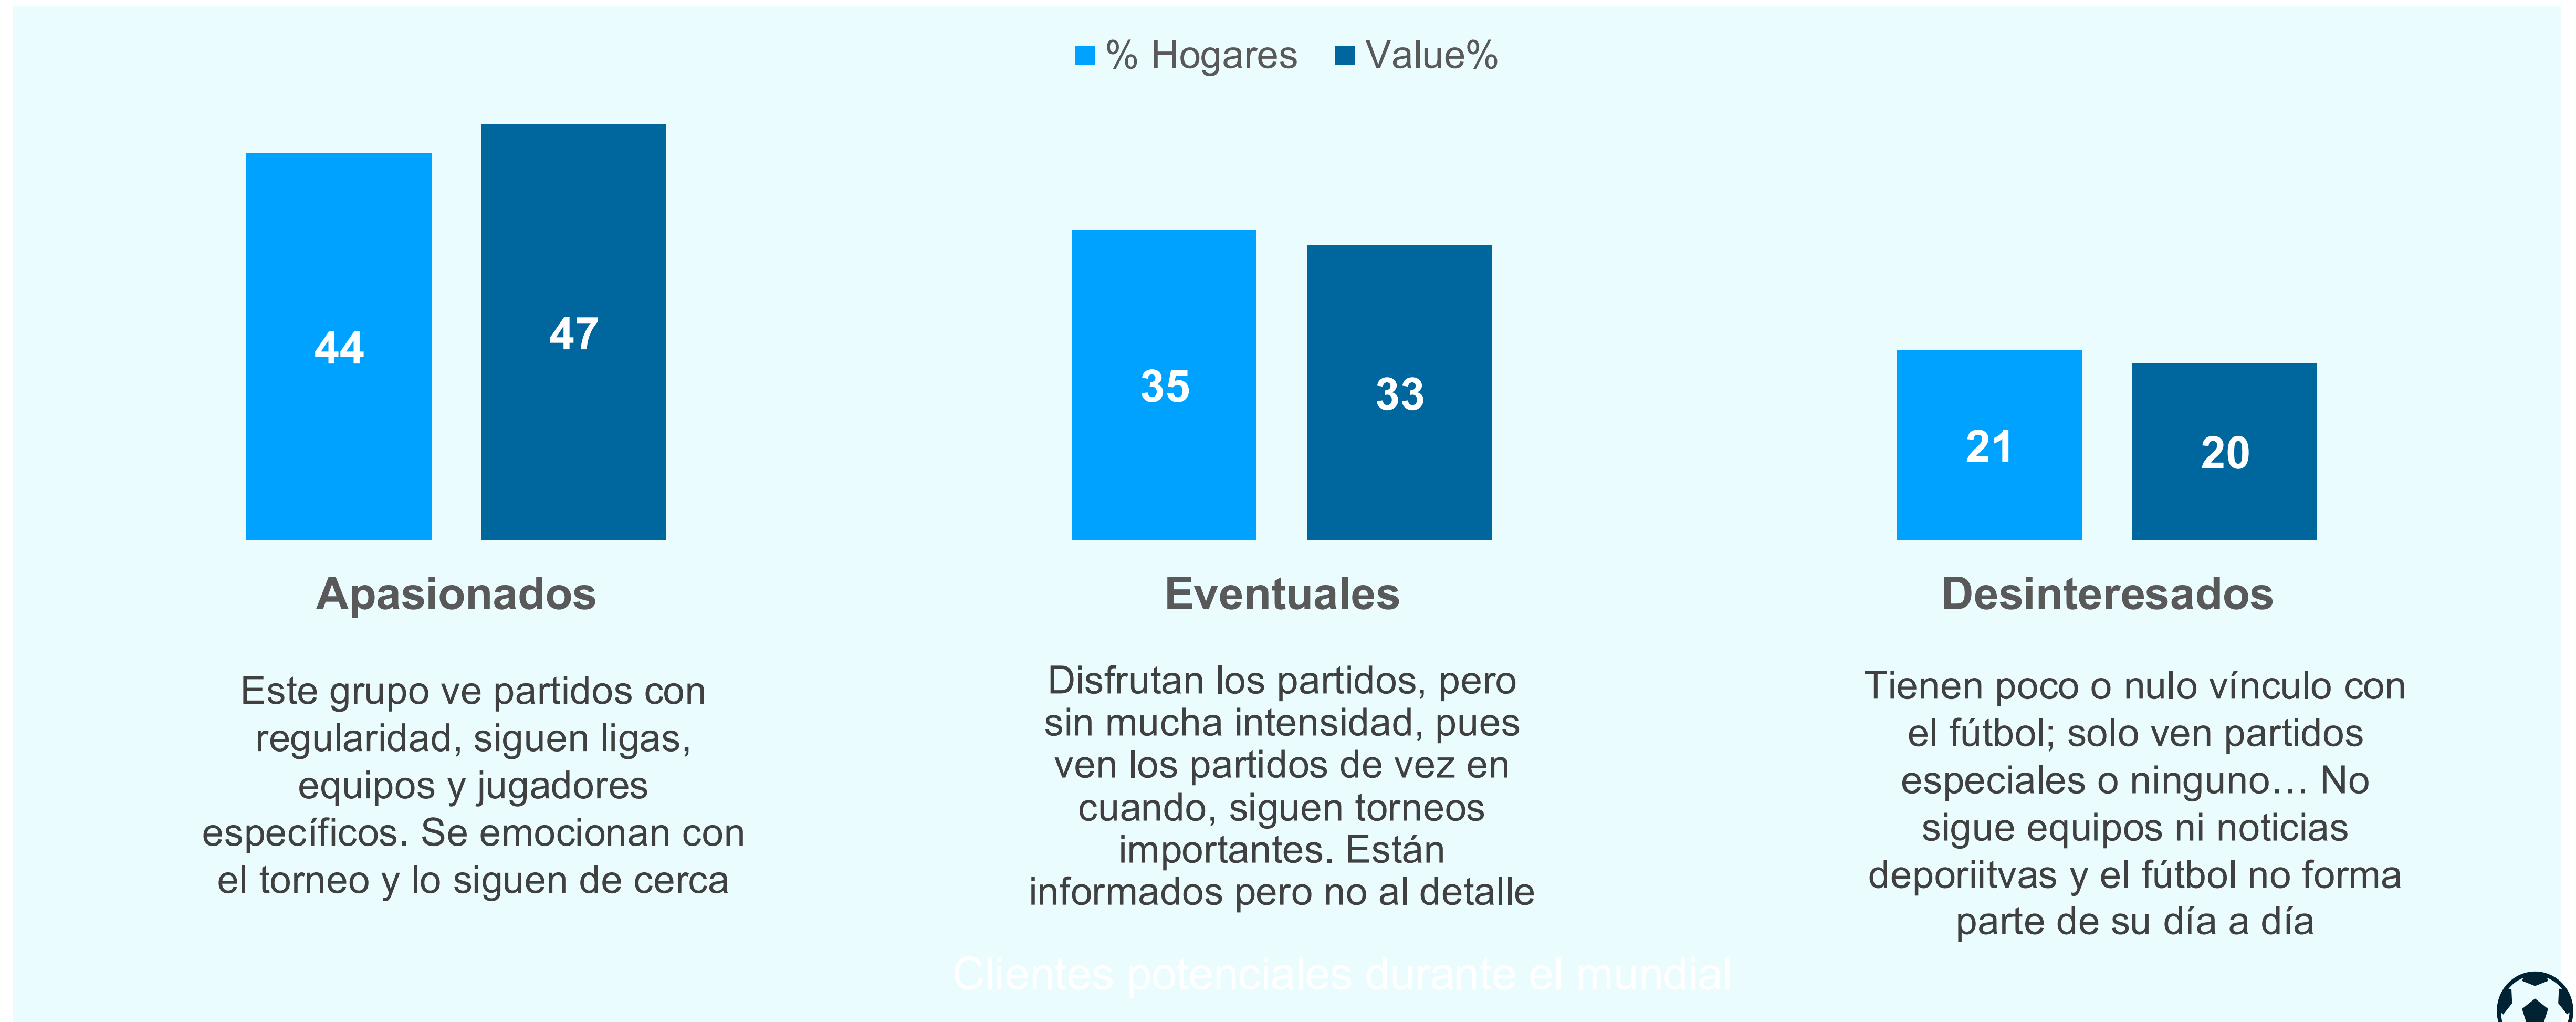 % Hogares
Value%
44
47
35
33
21
20
Apasionados
Este grupo ve partidos con
regularidad, siguen ligas,
equipos y jugadores
específicos. Se emocionan con
el torneo y lo siguen de cerca
Eventuales
Disfrutan los partidos, pero
sin mucha intensidad, pues
ven los partidos de vez en
cuando, siguen torneos
importantes. Están
informados pero no al detalle
Desinteresados
Tienen poco o nulo vínculo con
el fútbol; solo ven partidos
especiales o ninguno… No
sigue equipos ni noticias
deporiitvas y el fútbol no forma
parte de su día a día
Clientes potenciales durante el mundial